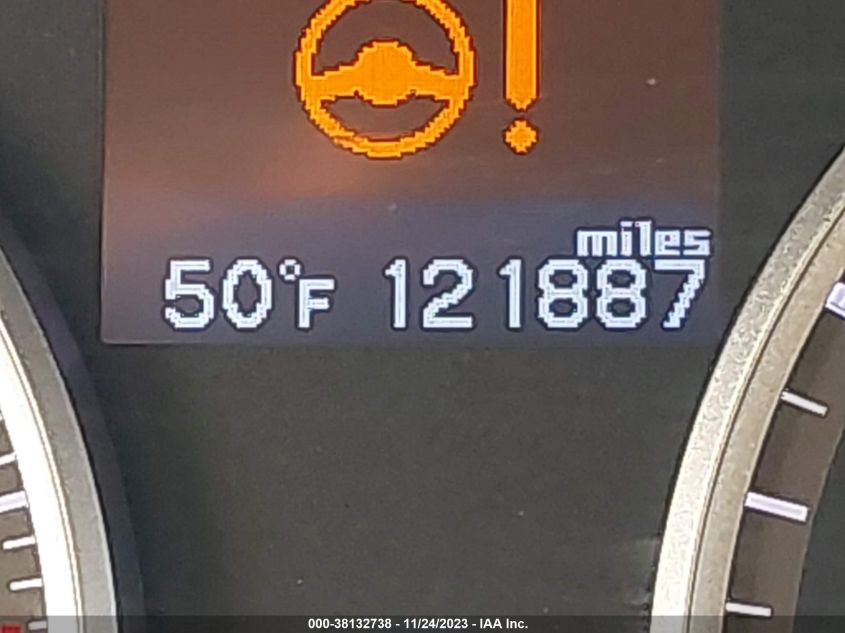 miles
50°F 121887
000-38132738 - 11/24/2023 - IAA Inc.